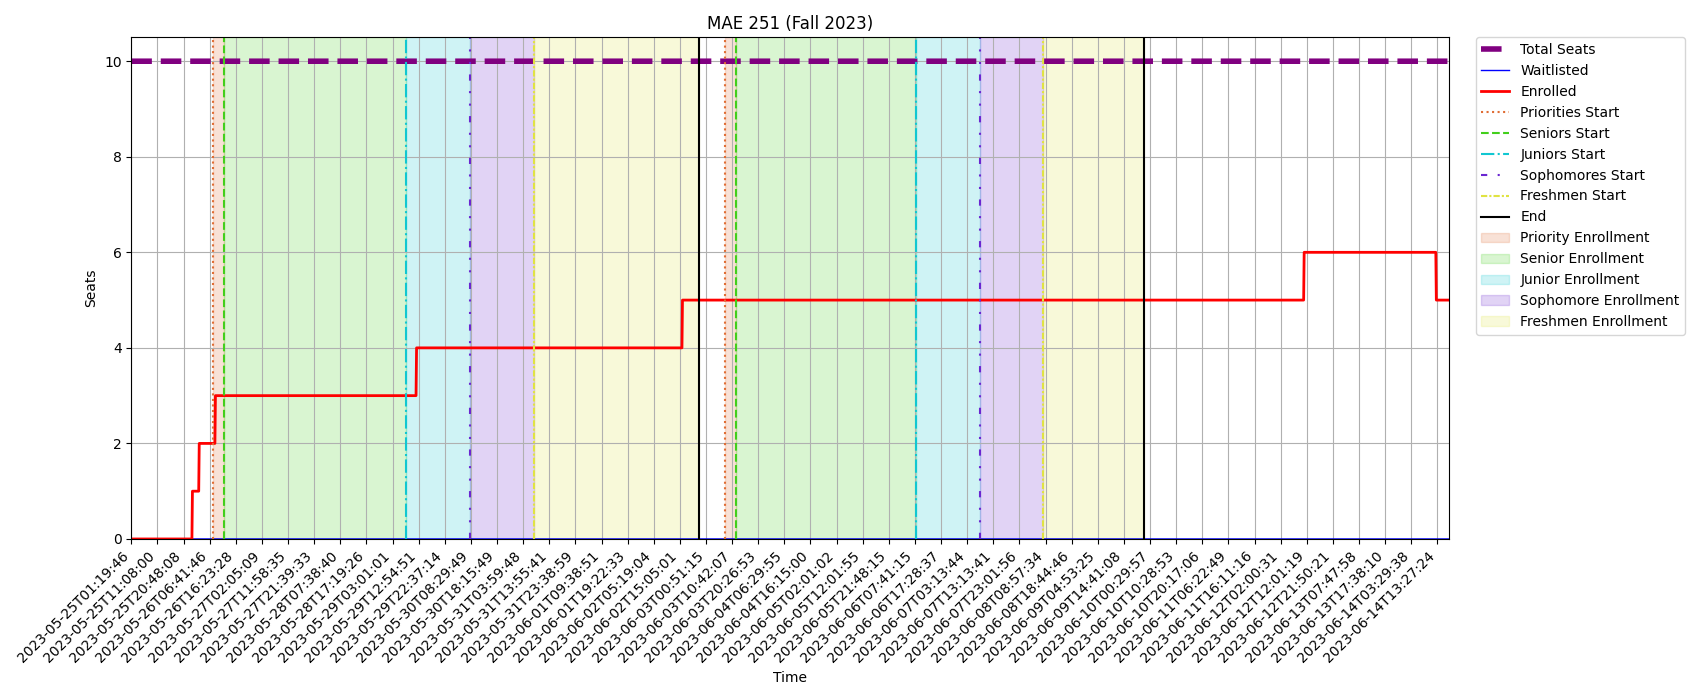 MAE 251 (Fall 2023)
Seats
10
8
6
4
2
0
2023-05-25T01:19:46
2023-05-25T11:08:00
2023-05-25T20:48:08
2023-05-26T06:41:46
2023-05-26T16:23:28
2023-05-27T02:05:09
2023-05-27T11:58:35
2023-05-27T21:39:33
2023-05-28T07:38:40
2023-05-28T17:19:26
2023-05-29T03:01:01
2023-05-29T12:54:51
2023-05-29T22:37:14
2023-05-30T08:29:49
2023-05-30T18:15:49
2023-05-31T03:59:48
2023-05-31T13:55:41
2023-05-31T23:38:59
2023-06-01T09:38:51
2023-06-01T19:22:33
2023-06-02T05:19:04
2023-06-02T15:05:01
2023-06-03T00:51:15
2023-06-03T10:42:07
2023-06-03T20:26:53
2023-06-04T06:29:55
2023-06-04T16:15:00
2023-06-05T02:01:02
2023-06-05T12:01:55
2023-06-05T21:48:15
2023-06-06T07:41:15
2023-06-06T17:28:37
2023-06-07T03:13:44
2023-06-07T13:13:41
2023-06-07T23:01:56
2023-06-08T08:57:34
2023-06-08T18:44:46
2023-06-09T04:53:25
2023-06-09T14:41:08
2023-06-10T00:29:57
2023-06-10T10:28:53
2023-06-10T20:17:06
2023-06-11T06:22:49
2023-06-11T16:11:16
2023-06-12T02:00:31
2023-06-12T12:01:19
2023-06-12T21:50:21
2023-06-13T07:47:58
2023-06-13T17:38:10
2023-06-14T03:29:38
2023-06-14T13:27:24
Time
Total Seats
Waitlisted
Enrolled
Priorities Start
Seniors Start
Juniors Start
Sophomores Start
Freshmen Start
End
Priority Enrollment
Senior Enrollment
Junior Enrollment
Sophomore Enrollment
Freshmen Enrollment